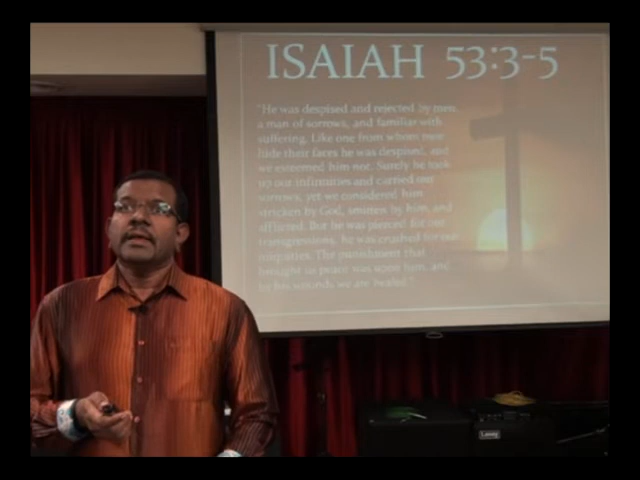 ISAIAH 53:3-5
"He was despised and rejected by men,
a man of sorrows, and familiar with
suffering. Like one from whom men
hide their faces he was despised, and
we esteemed him not. Surely he took
up our infirmities and carried our
sorrows, yet we considered him
stricken by God, smitten by him, and
afflicted. But he was pierced for our
transgressions, he was crushed for our
iniquities. The punishment that
brought us peace was upon him, and
by his wounds we are healed."
Laney